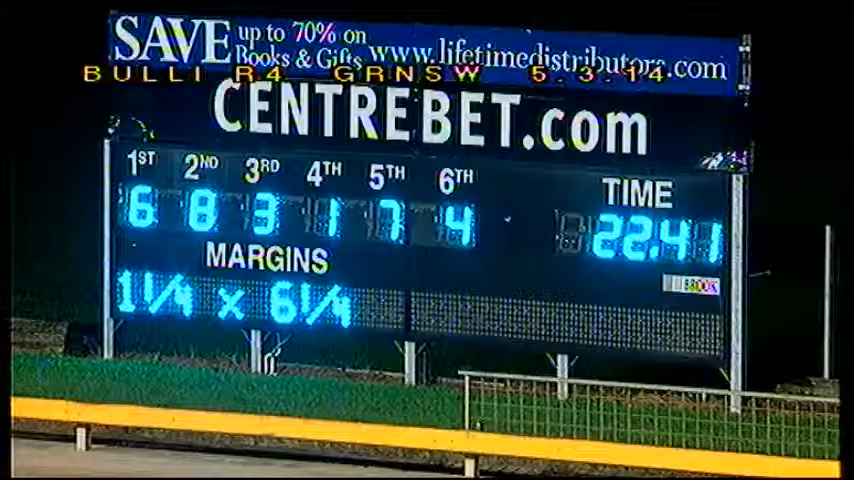 SAVE up to 70% on
Books & Gifts www.lifetimedistributors.com
BULLI R4 GRNSW 5.3.14
CENTREBET.com
1ST 2ND 3RD 4TH 5TH 6TH TIME
6 8 3 1 7 4 22.41
MARGINS
1 1/4 x 6 1/4